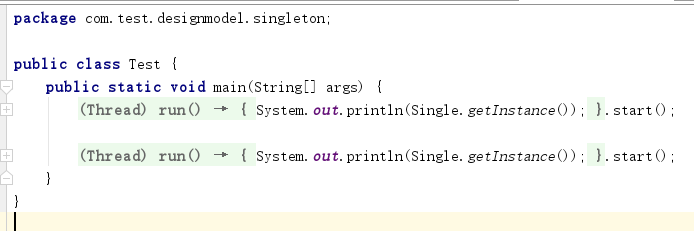 package com.test.designmodel.singleton;
public class Test {
public static void main(String[] args) {
(Thread) run() → { System.out.println(Single.getInstance()); }.start();
(Thread) run() → { System.out.println(Single.getInstance()); }.start();
}
}